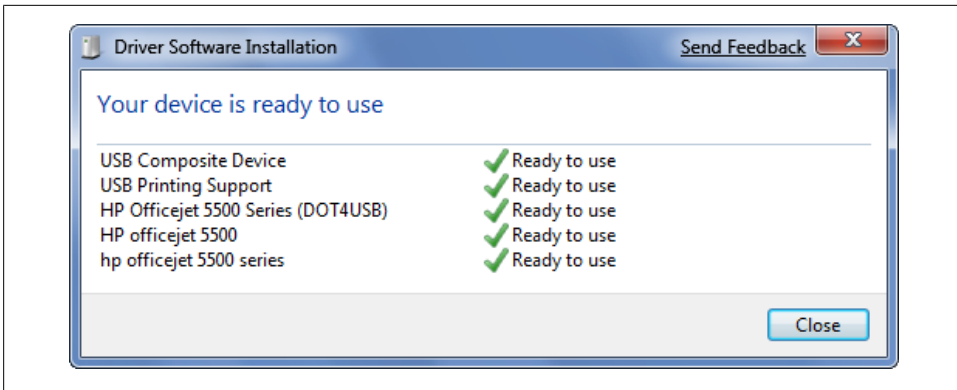 Driver Software Installation Send Feedback
Your device is ready to use
USB Composite Device Ready to use
USB Printing Support Ready to use
HP Officejet 5500 Series (DOT4USB) Ready to use
HP officejet 5500 Ready to use
hp officejet 5500 series Ready to use
Close